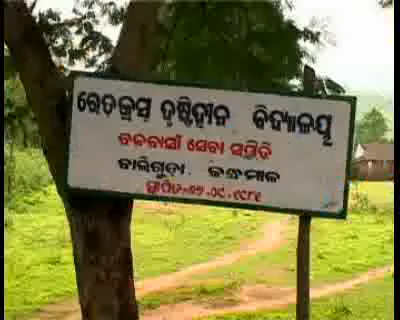 ରେଡକ୍ରସ୍ ଦୃଷ୍ଟିହୀନ ବିଦ୍ୟାଳୟ
ବନବାସୀ ସେବା ସମିତି
ବାଲିଗୁଡା କନ୍ଧମାଳ